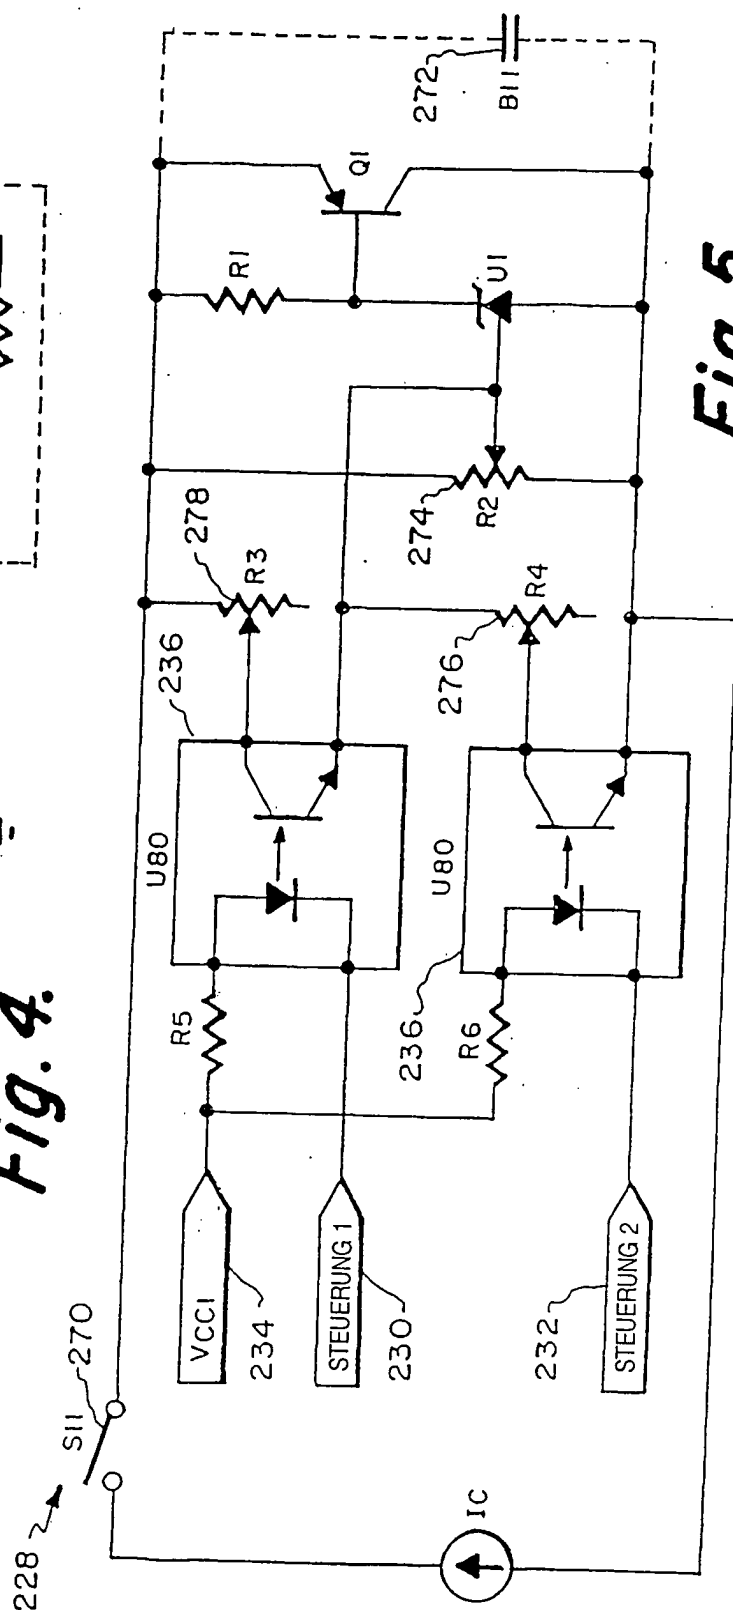 Fig. 4.
Fig. 5
228
S11
270
IC
VCC1
234
STEUERUNG 1
230
STEUERUNG 2
232
R5
R6
U80
236
U80
236
R3
278
R4
276
R2
274
R1
U1
Q1
272
B11